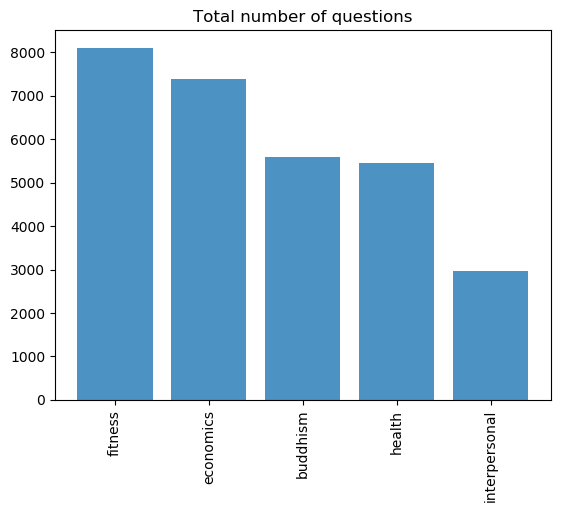 Total number of questions
8000
7000
6000
5000
4000
3000
2000
1000
0
fitness
economics
buddhism
health
interpersonal